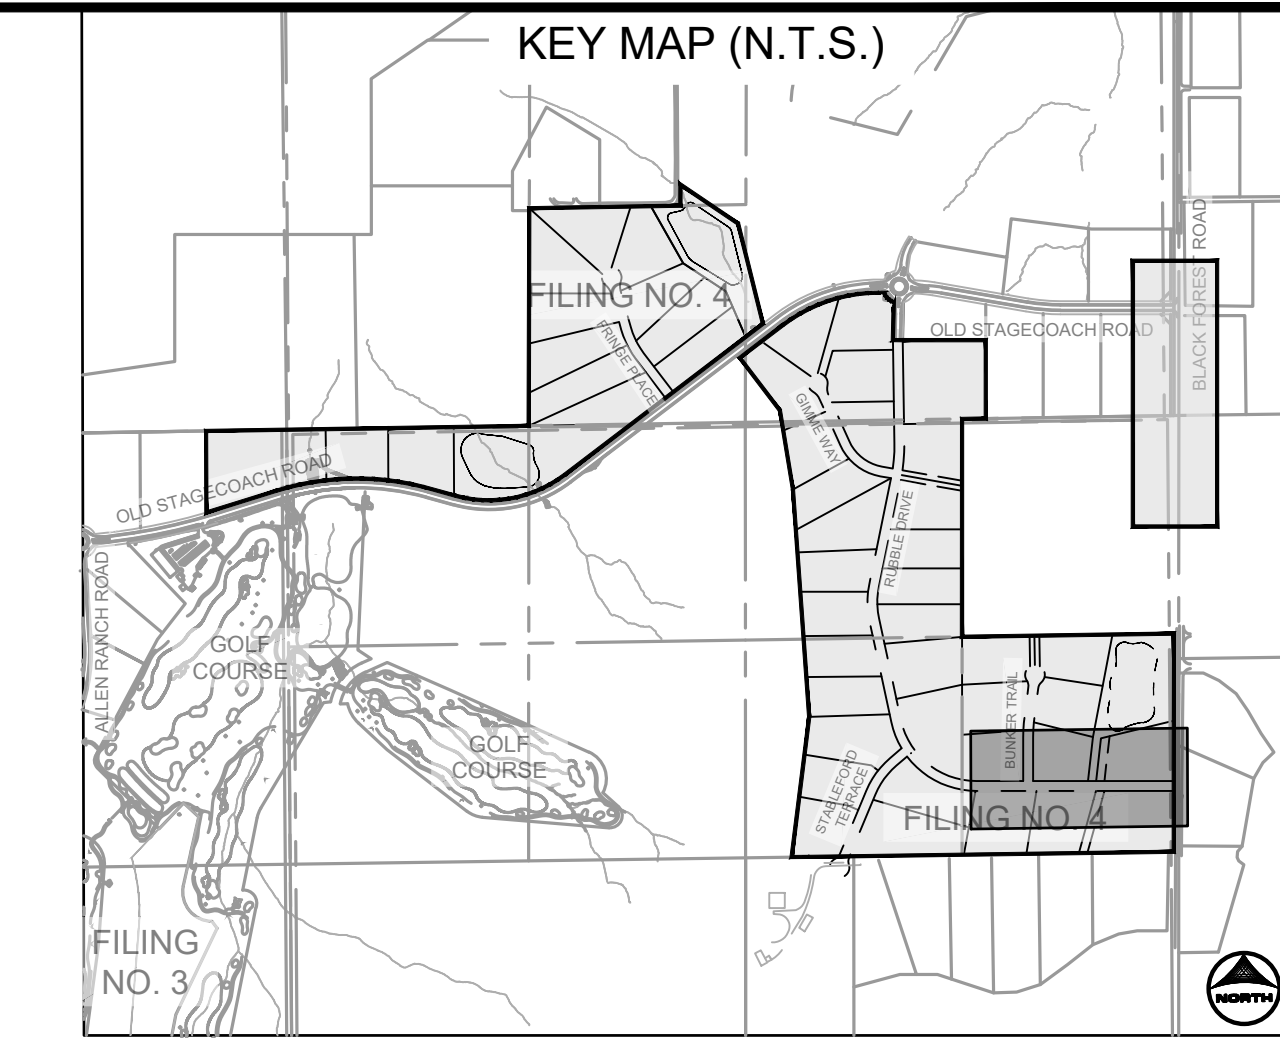 KEY MAP (N.T.S.)
FILING NO. 4
FRINGE PLACE
OLD STAGECOACH ROAD
BLACK FOREST ROAD
GIMME WAY
OLD STAGECOACH ROAD
RUBBLE DRIVE
ALLEN RANCH ROAD
GOLF
COURSE
BUNKER TRAIL
GOLF
COURSE
STABLEFORD
TERRACE
FILING NO. 4
FILING
NO. 3
NORTH